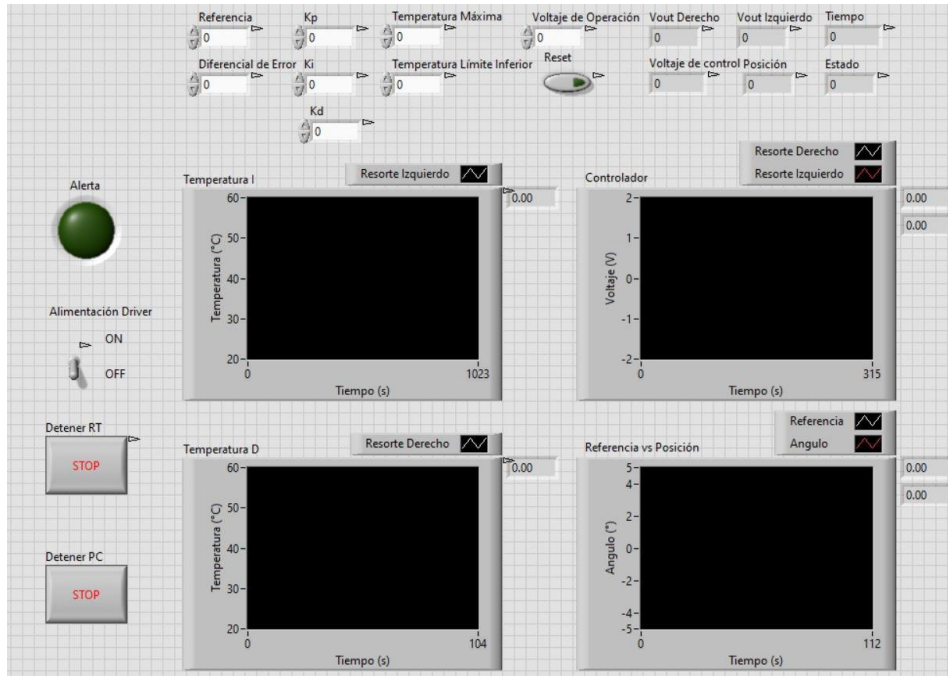 Referencia Kp Temperatura Máxima Voltaje de Operación Vout Derecho Vout Izquierdo Tiempo
0 0 0 0 0 0 0
Diferencial de Error Ki Temperatura Límite Inferior Reset Voltaje de control Posición Estado
0 0 0 0 0 0
Kd
0
Alerta
Alimentación Driver
ON
OFF
Detener RT
STOP
Detener PC
STOP
Temperatura I
Resorte Izquierdo
0.00
60
50
40
30
20
Temperatura (°C)
0 1023
Tiempo (s)
Controlador
Resorte Derecho
Resorte Izquierdo
0.00
0.00
2
1
0
-1
-2
Voltaje (V)
0 315
Tiempo (s)
Temperatura D
Resorte Derecho
0.00
60
50
40
30
20
Temperatura (°C)
0 104
Tiempo (s)
Referencia vs Posición
Referencia
Angulo
0.00
0.00
5
4
2
0
-2
-4
-5
Angulo (°)
0 112
Tiempo (s)